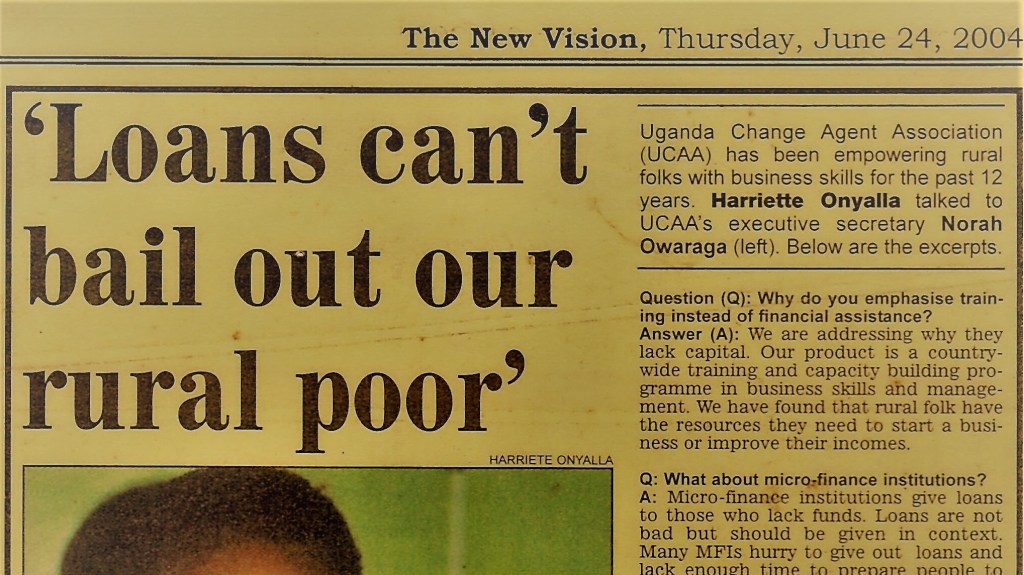 The New Vision, Thursday, June 24, 2004
‘Loans can’t
bail out our
rural poor’
HARRIETE ONYALLA
Uganda Change Agent Association
(UCAA) has been empowering rural
folks with business skills for the past 12
years. Harriette Onyalla talked to
UCAA’s executive secretary Norah
Owaraga (left). Below are the excerpts.
Question (Q): Why do you emphasise train-
ing instead of financial assistance?
Answer (A): We are addressing why they
lack capital. Our product is a country-
wide training and capacity building pro-
gramme in business skills and manage-
ment. We have found that rural folk have
the resources they need to start a busi-
ness or improve their incomes.
Q: What about micro-finance institutions?
A: Micro-finance institutions give loans
to those who lack funds. Loans are not
bad but should be given in context.
Many MFIs hurry to give out loans and
lack enough time to prepare people to